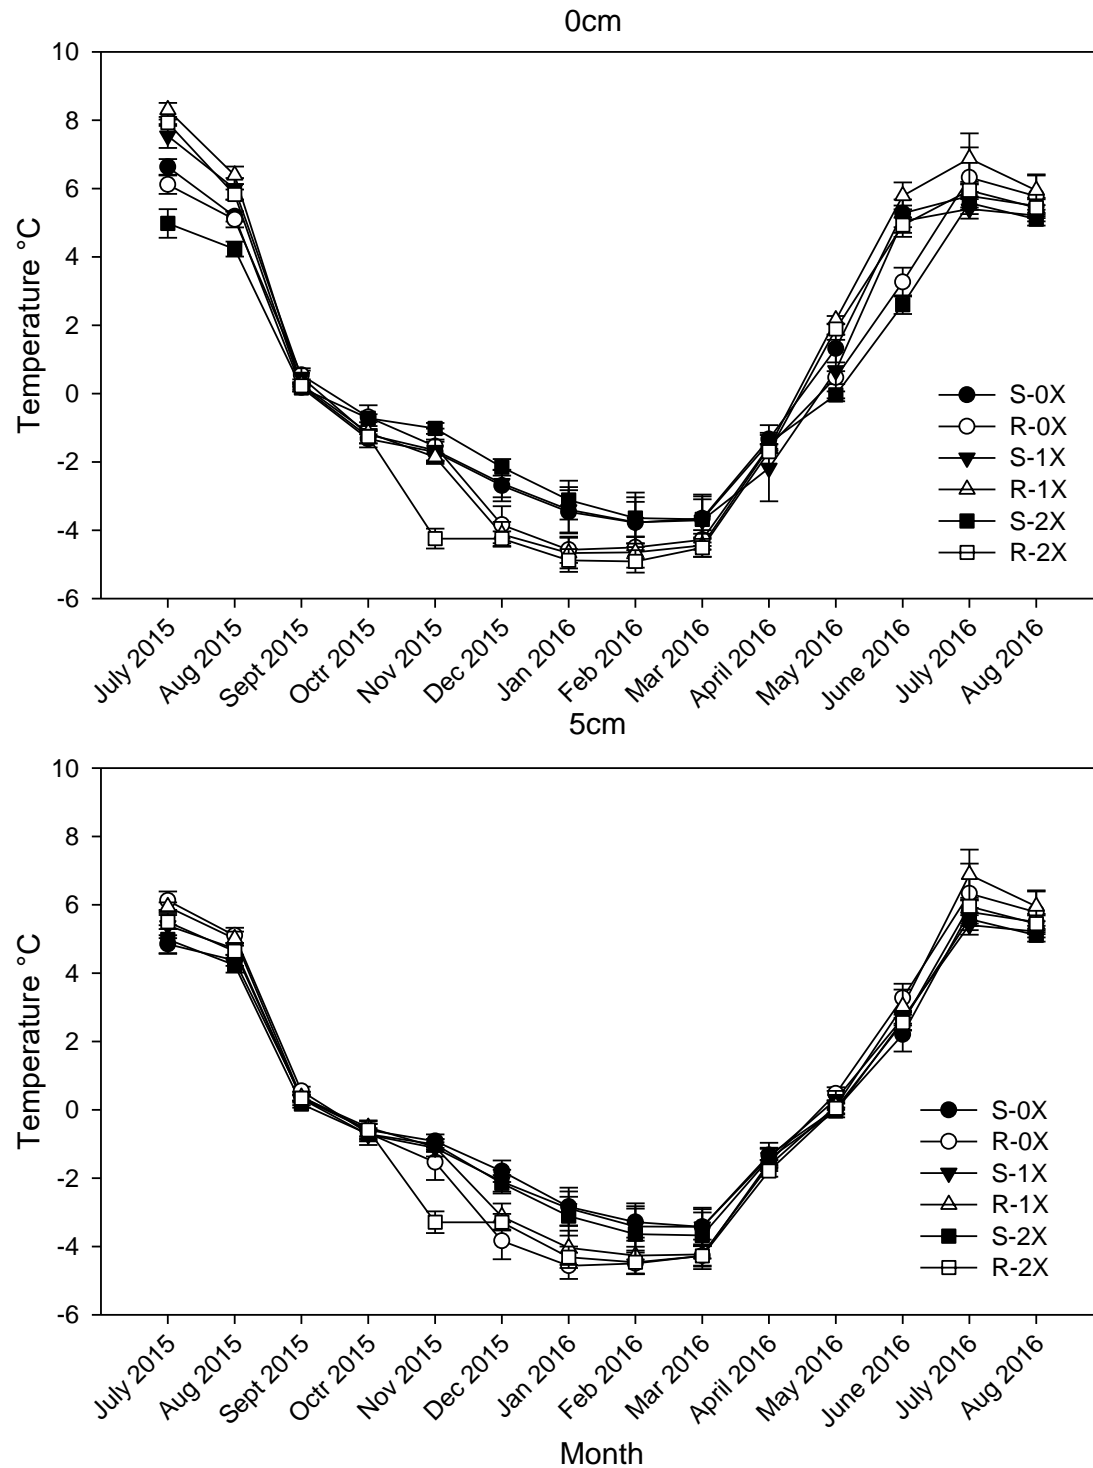 0cm
10
8
6
4
2
0
-2
-4
-6
Temperature °C
S-0X
R-0X
S-1X
R-1X
S-2X
R-2X
July 2015
Aug 2015
Sept 2015
Octr 2015
Nov 2015
Dec 2015
Jan 2016
Feb 2016
Mar 2016
April 2016
May 2016
June 2016
July 2016
Aug 2016
5cm
10
8
6
4
2
0
-2
-4
-6
Temperature °C
S-0X
R-0X
S-1X
R-1X
S-2X
R-2X
July 2015
Aug 2015
Sept 2015
Octr 2015
Nov 2015
Dec 2015
Jan 2016
Feb 2016
Mar 2016
April 2016
May 2016
June 2016
July 2016
Aug 2016
Month